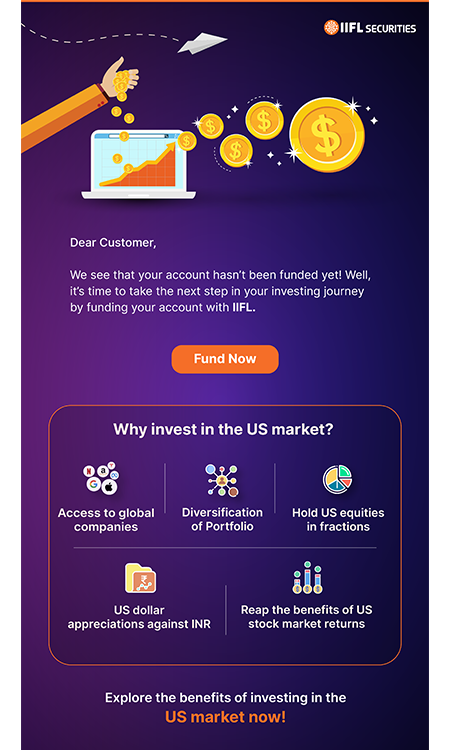 IIFL SECURITIES
Dear Customer,
We see that your account hasn't been funded yet! Well,
it's time to take the next step in your investing journey
by funding your account with IIFL.
Fund Now
Why invest in the US market?
Access to global
companies
Diversification
of Portfolio
Hold US equities
in fractions
US dollar
appreciations against INR
Reap the benefits of US
stock market returns
Explore the benefits of investing in the
US market now!